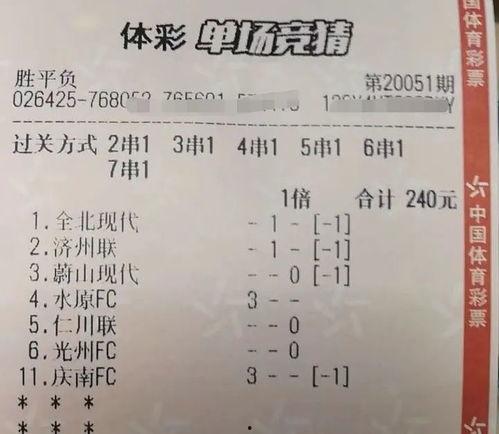 体彩 单场竞猜
胜平负 第20051期
026425-768052
过关方式 2串1 3串1 4串1 5串1 6串1
7串1
1倍 合计 240元
1.全北现代 - 1 - [-1]
2.济州联 - 1 - [-1]
3.蔚山现代 - - 0 [-1]
4.水原FC 3 - -
5.仁川联 - - 0
6.光州FC - - 0
11.庆南FC 3 - - [-1]
* * *
* * *
国体育彩票
中国体育彩票